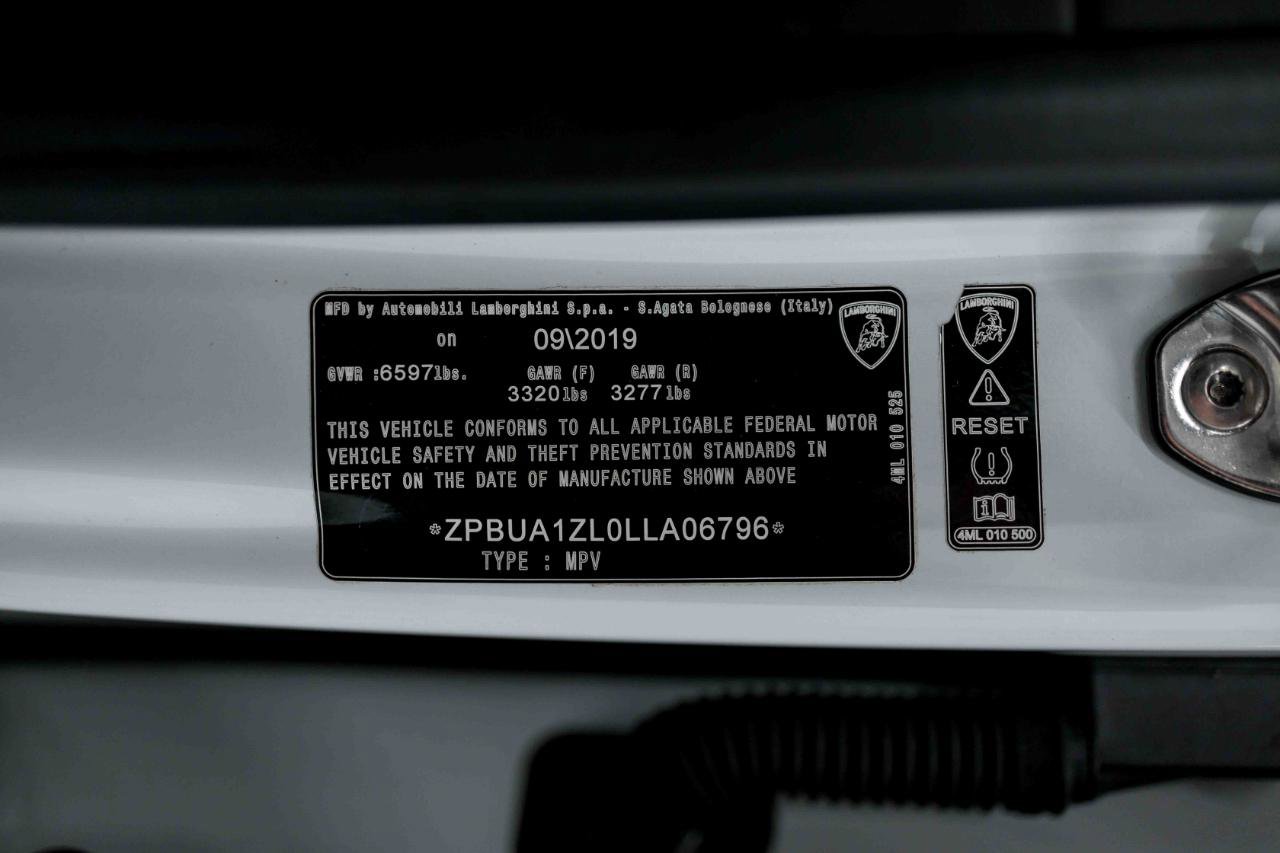 MFD by Automobili Lamborghini S.p.a. - S.Agata Bolognese (Italy)
on 09\2019
GVWR :6597lbs. GAWR (F) GAWR (R)
3320lbs 3277lbs
THIS VEHICLE CONFORMS TO ALL APPLICABLE FEDERAL MOTOR
VEHICLE SAFETY AND THEFT PREVENTION STANDARDS IN
EFFECT ON THE DATE OF MANUFACTURE SHOWN ABOVE
*ZPBUA1ZL0LLA06796*
TYPE : MPV
LAMBORGHINI
4ML 010 525
LAMBORGHINI
RESET
4ML 010 500